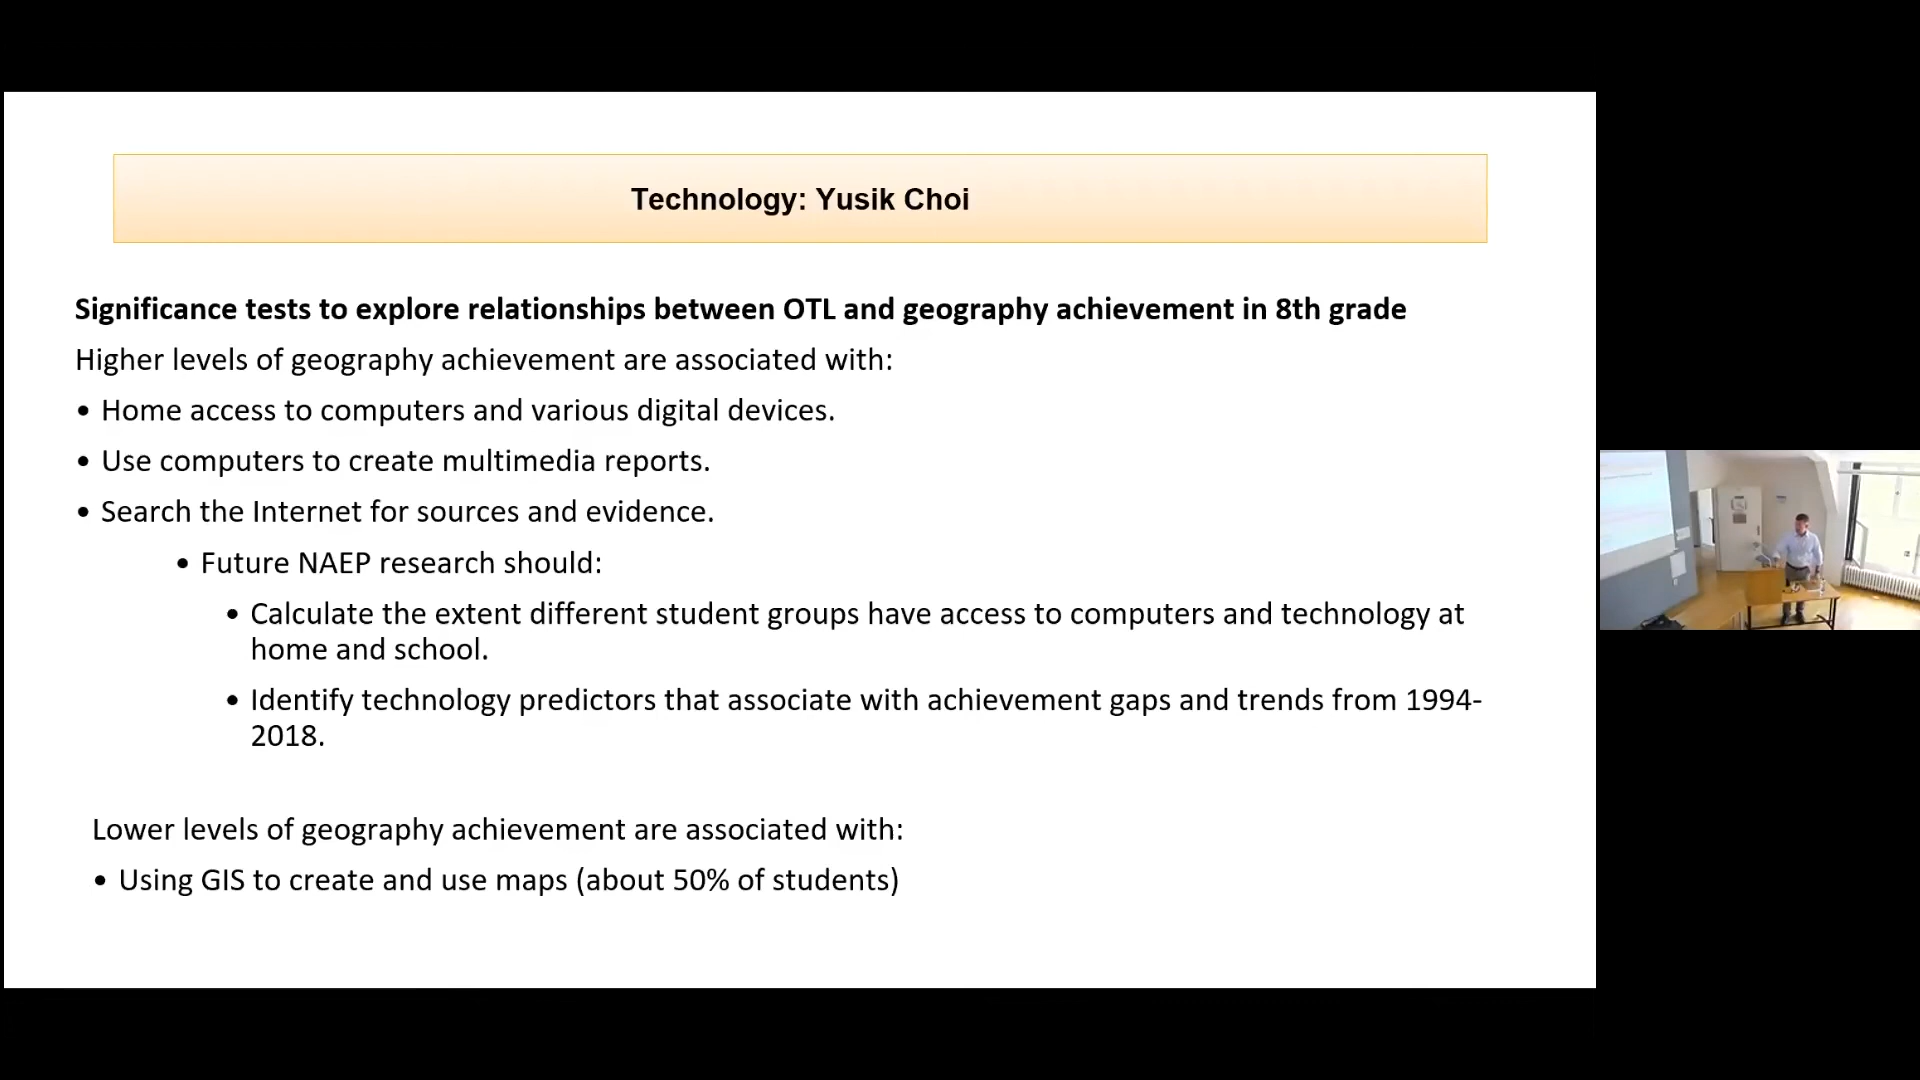 Technology: Yusik Choi
Significance tests to explore relationships between OTL and geography achievement in 8th grade
Higher levels of geography achievement are associated with:
• Home access to computers and various digital devices.
• Use computers to create multimedia reports.
• Search the Internet for sources and evidence.
• Future NAEP research should:
• Calculate the extent different student groups have access to computers and technology at
home and school.
• Identify technology predictors that associate with achievement gaps and trends from 1994-
2018.
Lower levels of geography achievement are associated with:
• Using GIS to create and use maps (about 50% of students)